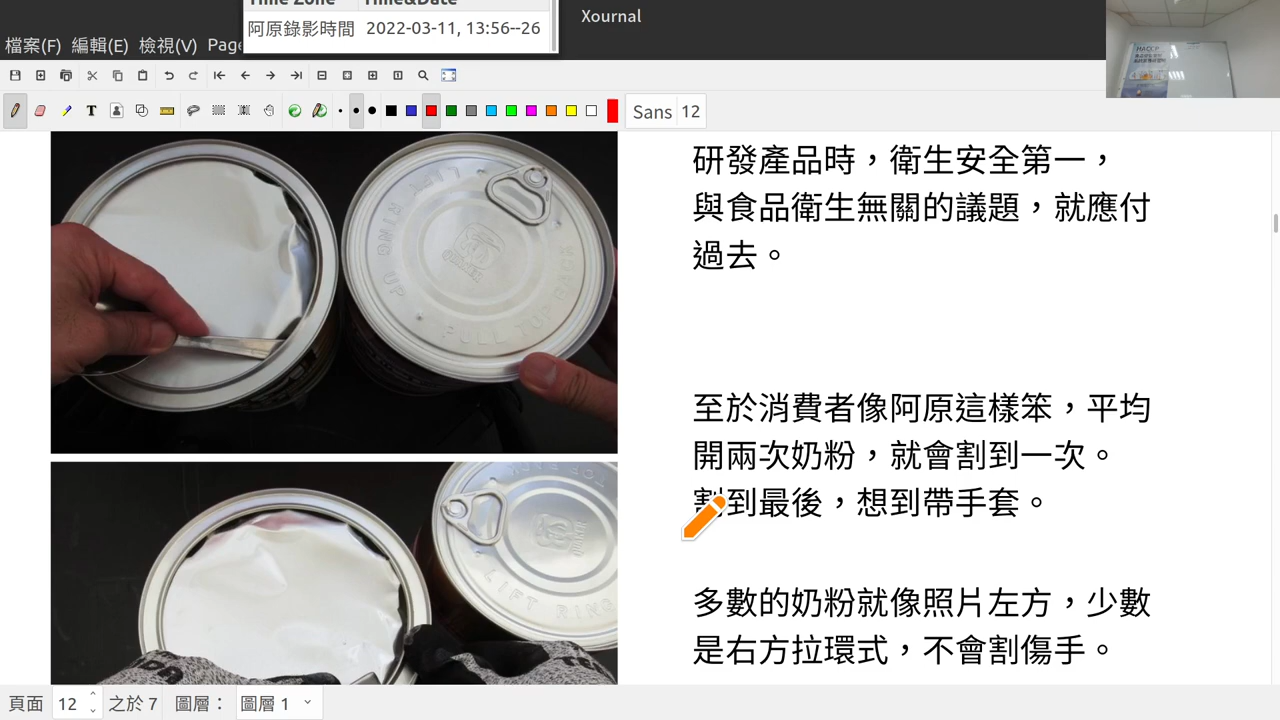 Time Zone Time&Date
阿原錄影時間 2022-03-11, 13:56--26
Xournal
檔案(F) 編輯(E) 檢視(V) Page
HACCP
Sans 12
研發產品時，衛生安全第一，
與食品衛生無關的議題，就應付
過去。
至於消費者像阿原這樣笨，平均
開兩次奶粉，就會割到一次。
割到最後，想到帶手套。
多數的奶粉就像照片左方，少數
是右方拉環式，不會割傷手。
LIFT RING UP PULL TOP BACK
QUAKER
LIFT RING
頁面 12 之於 7 圖層： 圖層 1